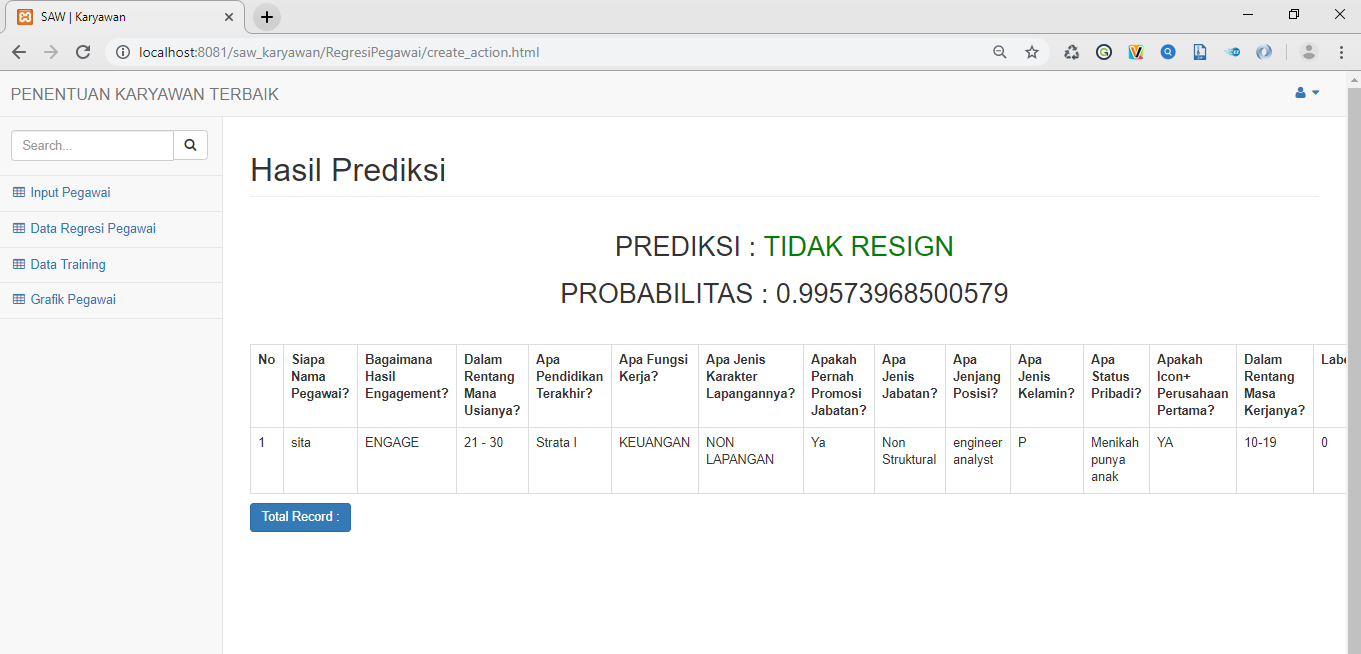 SAW | Karyawan
localhost:8081/saw_karyawan/RegresiPegawai/create_action.html
PENENTUAN KARYAWAN TERBAIK
Search...
Input Pegawai
Data Regresi Pegawai
Data Training
Grafik Pegawai
Hasil Prediksi
PREDIKSI : TIDAK RESIGN
PROBABILITAS : 0.99573968500579
No
Siapa
Nama
Pegawai?
Bagaimana
Hasil
Engagement?
Dalam
Rentang
Mana
Usianya?
Apa
Pendidikan
Terakhir?
Apa Fungsi
Kerja?
Apa Jenis
Karakter
Lapangannya?
Apakah
Pernah
Promosi
Jabatan?
Apa
Jenis
Jabatan?
Apa
Jenjang
Posisi?
Apa
Jenis
Kelamin?
Apa
Status
Pribadi?
Apakah
Icon+
Perusahaan
Pertama?
Dalam
Rentang
Masa
Kerjanya?
Labe
1
sita
ENGAGE
21 - 30
Strata I
KEUANGAN
NON
LAPANGAN
Ya
Non
Struktural
engineer
analyst
P
Menikah
punya
anak
YA
10-19
0
Total Record :